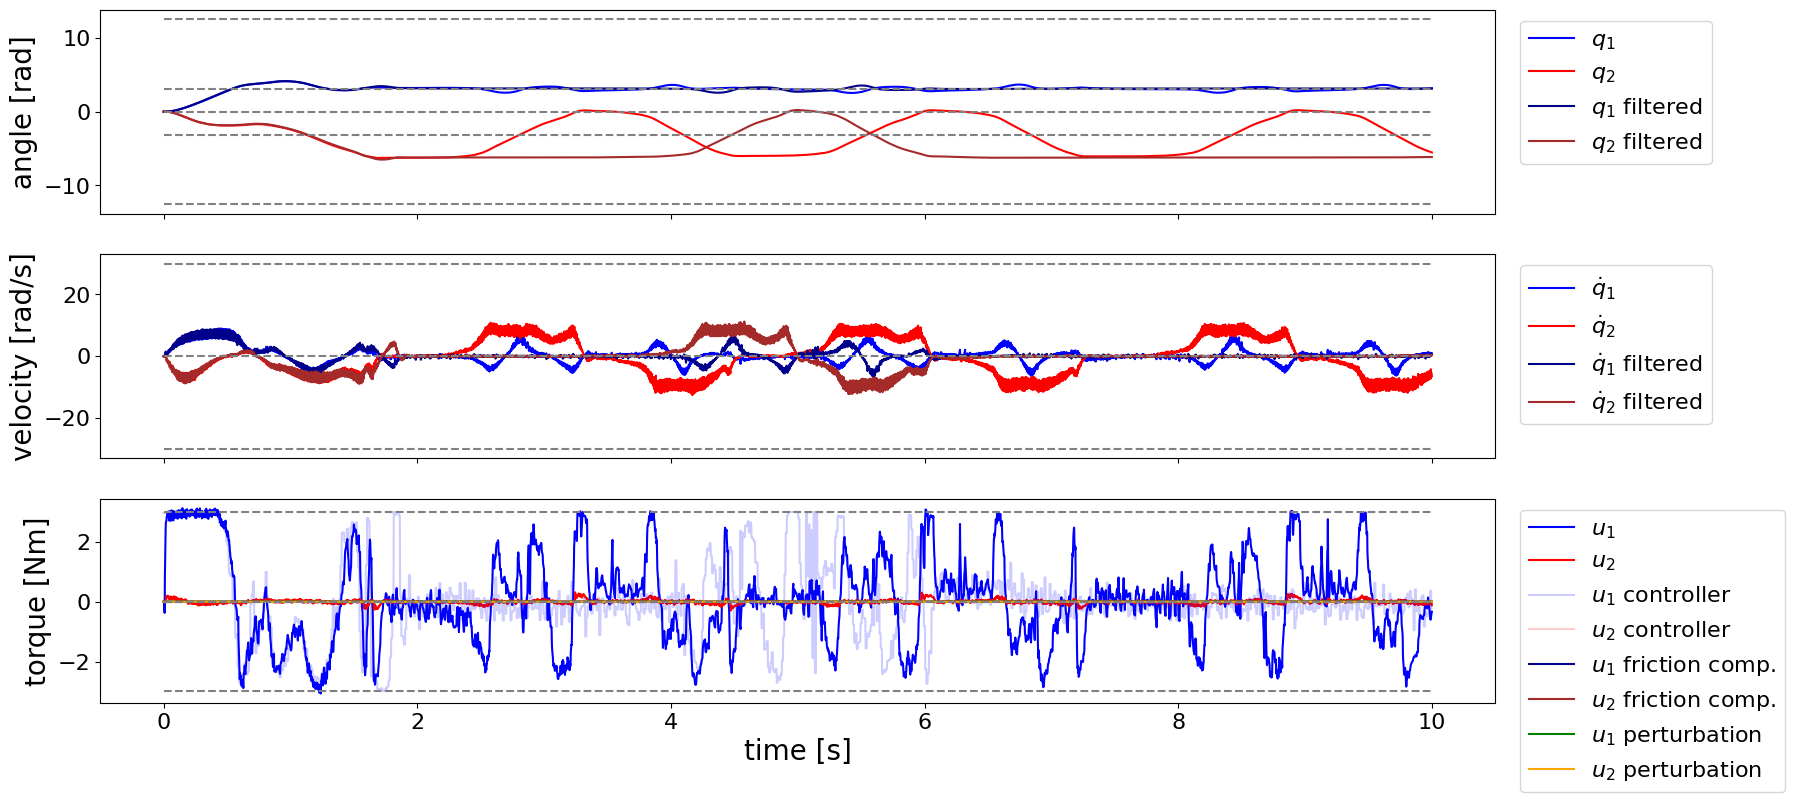 angle [rad]
10
0
−10
q₁
q₂
q₁ filtered
q₂ filtered
velocity [rad/s]
20
0
−20
q̇₁
q̇₂
q̇₁ filtered
q̇₂ filtered
torque [Nm]
2
0
−2
0 2 4 6 8 10
time [s]
u₁
u₂
u₁ controller
u₂ controller
u₁ friction comp.
u₂ friction comp.
u₁ perturbation
u₂ perturbation